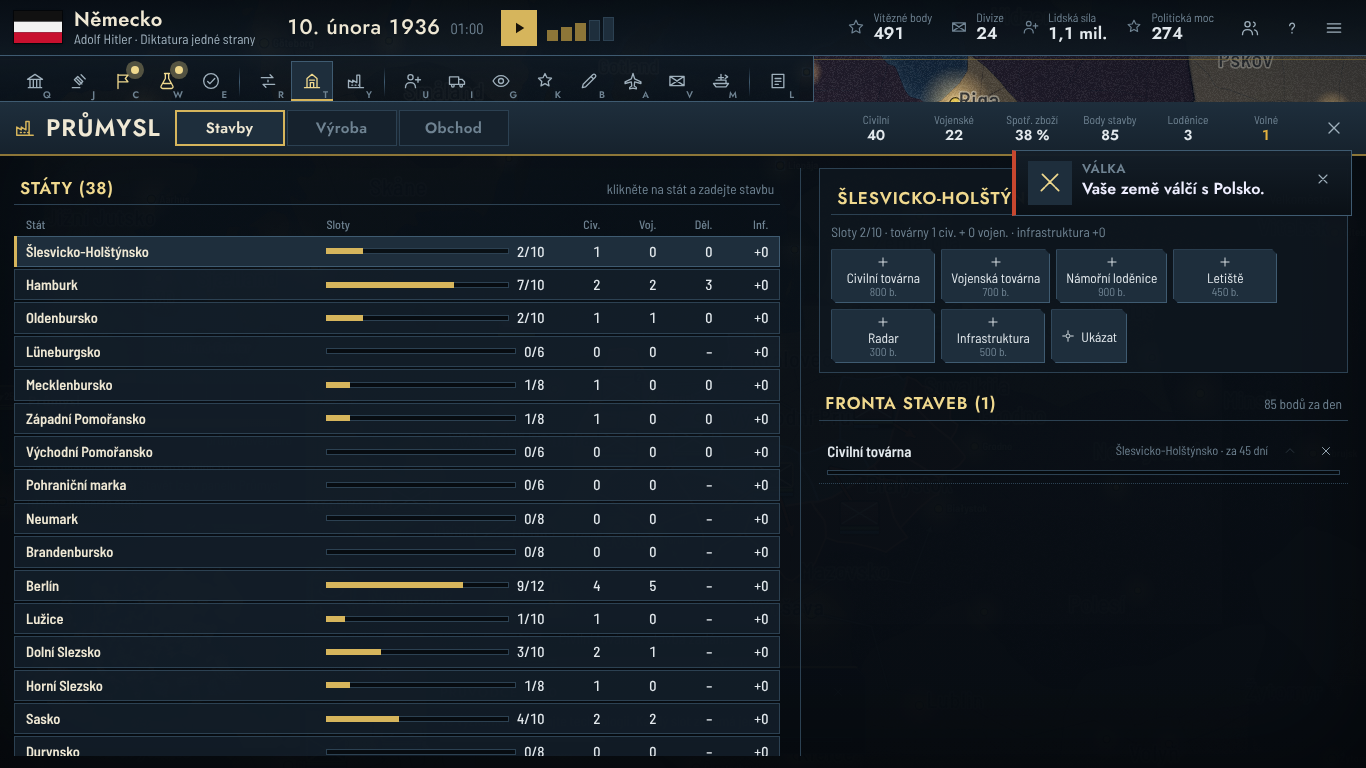 Německo
Adolf Hitler · Diktatura jedné strany
10. února 1936 01:00
Vítězné body
491
Divize
24
Lidská síla
1,1 mil.
Politická moc
274
?
Q J C W E R T Y U I G K B A V M L
Pskov
Riga
PRŮMYSL
Stavby
Výroba
Obchod
Civilní
40
Vojenské
22
Spotř. zboží
38 %
Body stavby
85
Loděnice
3
Volné
1
VÁLKA
Vaše země válčí s Polsko.
STÁTY (38)
klikněte na stát a zadejte stavbu
Stát Sloty Civ. Voj. Děl. Inf.
Šlesvicko-Holštýnsko 2/10 1 0 0 +0
Hamburk 7/10 2 2 3 +0
Oldenbursko 2/10 1 1 0 +0
Lüneburgsko 0/6 0 0 – +0
Mecklenbursko 1/8 1 0 0 +0
Západní Pomořansko 1/8 1 0 0 +0
Východní Pomořansko 0/6 0 0 0 +0
Pohraniční marka 0/6 0 0 – +0
Neumark 0/8 0 0 – +0
Brandenbursko 0/8 0 0 – +0
Berlín 9/12 4 5 – +0
Lužice 1/10 1 0 – +0
Dolní Slezsko 3/10 2 1 – +0
Horní Slezsko 1/8 1 0 – +0
Sasko 4/10 2 2 – +0
Durynsko 0/8 0 0 – +0
ŠLESVICKO-HOLŠTÝ
Sloty 2/10 · továrny 1 civ. + 0 vojen. · infrastruktura +0
Civilní továrna
800 b.
Vojenská továrna
700 b.
Námořní loděnice
900 b.
Letiště
450 b.
Radar
300 b.
Infrastruktura
500 b.
Ukázat
FRONTA STAVEB (1)
85 bodů za den
Civilní továrna
Šlesvicko-Holštýnsko · za 45 dní